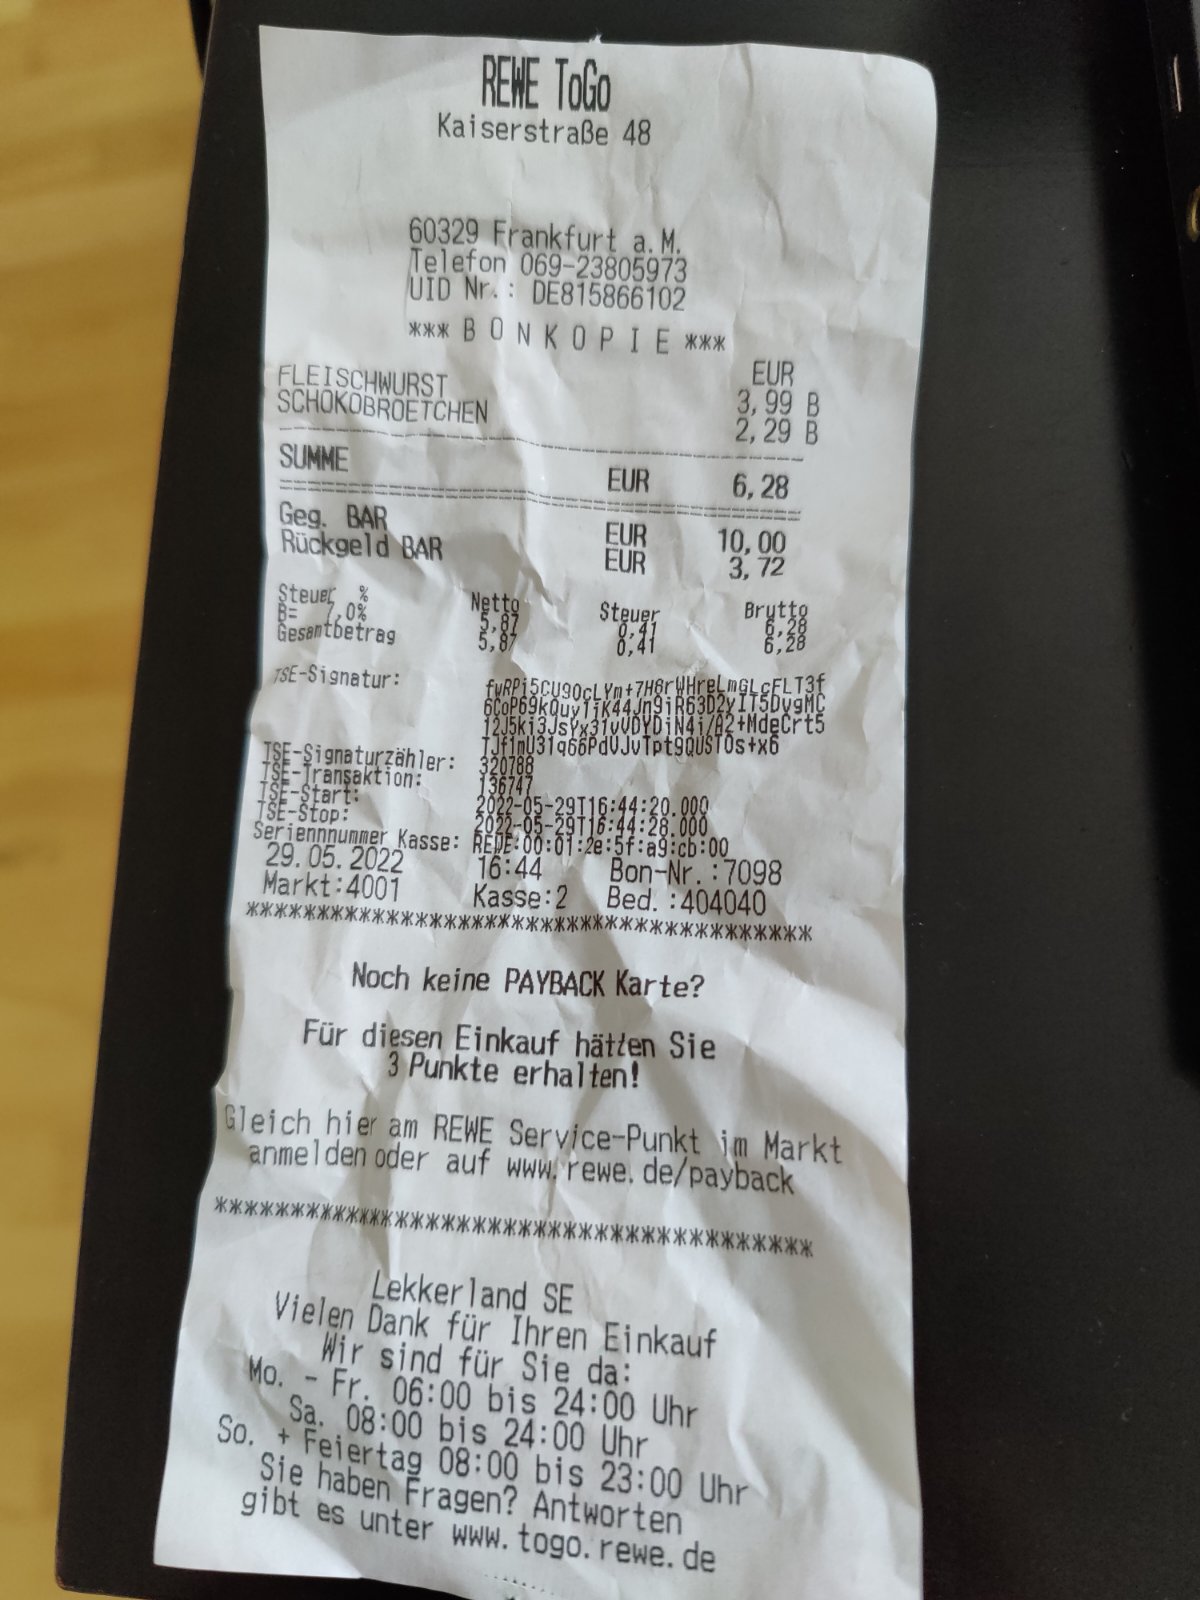 REWE ToGo
Kaiserstraße 48
60329 Frankfurt a.M.
Telefon 069-23805973
UID Nr.: DE815866102
*** B O N K O P I E ***
EUR
FLEISCHWURST 3,99 B
SCHOKOBROETCHEN 2,29 B
SUMME EUR 6,28
Geg. BAR EUR 10,00
Rückgeld BAR EUR 3,72
Steuer % Netto Steuer Brutto
B= 7,0% 5,87 0,41 6,28
Gesamtbetrag 5,87 0,41 6,28
TSE-Signatur:
TSE-Signaturzähler: 320788
TSE-Transaktion: 136747
TSE-Start: 2022-05-29T16:44:20.000
TSE-Stop: 2022-05-29T16:44:28.000
Seriennnummer Kasse: REWE:00:01:2e:5f:a9:cb:00
29.05.2022 16:44 Bon-Nr.:7098
Markt:4001 Kasse:2 Bed.:404040
***************************************
Noch keine PAYBACK Karte?
Für diesen Einkauf hätten Sie
3 Punkte erhalten!
Gleich hier am REWE Service-Punkt im Markt
anmelden oder auf www.rewe.de/payback
***************************************
Lekkerland SE
Vielen Dank für Ihren Einkauf
Wir sind für Sie da:
Mo. - Fr. 06:00 bis 24:00 Uhr
Sa. 08:00 bis 24:00 Uhr
So. + Feiertag 08:00 bis 23:00 Uhr
Sie haben Fragen? Antworten
gibt es unter www.togo.rewe.de